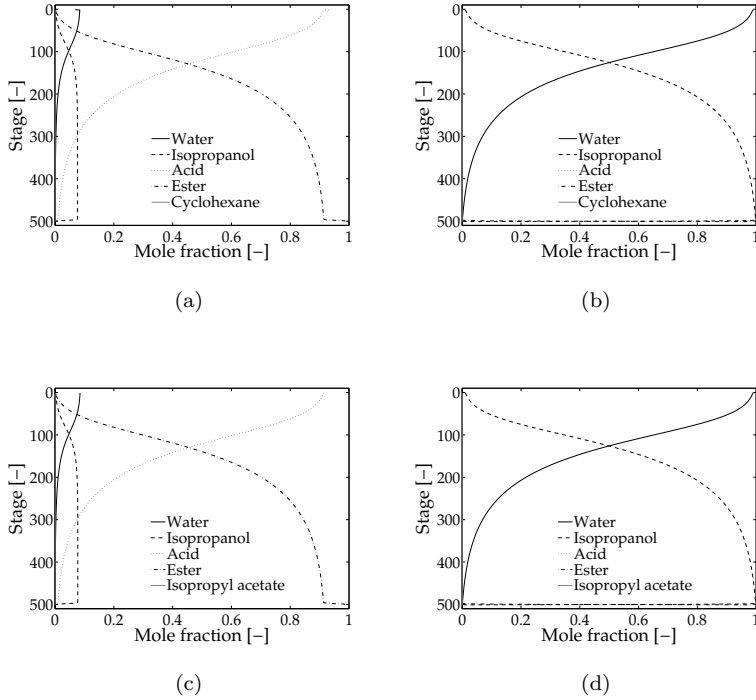 0
100
200
300
400
500
Stage [−]
Water
Isopropanol
Acid
Ester
Cyclohexane
0 0.2 0.4 0.6 0.8 1
Mole fraction [−]
(a)
0
100
200
300
400
500
Stage [−]
Water
Isopropanol
Acid
Ester
Cyclohexane
0 0.2 0.4 0.6 0.8 1
Mole fraction [−]
(b)
0
100
200
300
400
500
Stage [−]
Water
Isopropanol
Acid
Ester
Isopropyl acetate
0 0.2 0.4 0.6 0.8 1
Mole fraction [−]
(c)
0
100
200
300
400
500
Stage [−]
Water
Isopropanol
Acid
Ester
Isopropyl acetate
0 0.2 0.4 0.6 0.8 1
Mole fraction [−]
(d)